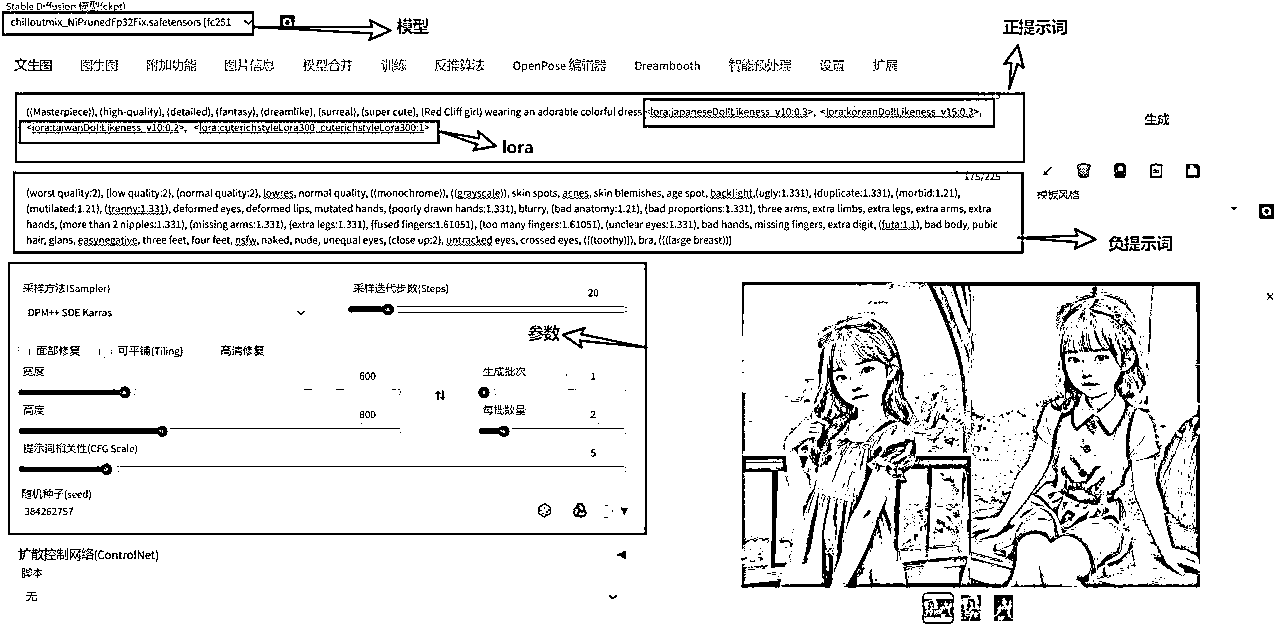 Stable Diffusion 模型(ckpt)
chilloutmix_NiPrunedFp32Fix.safetensors [fc251
模型
正提示词
文生图 图生图 附加功能 图片信息 模型合并 训练 反推算法 OpenPose 编辑器 Dreambooth 智能预处理 设置 扩展
((Masterpiece)), (high-quality), (detailed), (fantasy), (dreamlike), (surreal), (super cute), (Red Cliff girl) wearing an adorable colorful dress<lora:japaneseDollLikeness_v10:0.3>, <lora:koreanDollLikeness_v15:0.3>,
<lora:taiwanDollLikeness_v10:0.2>, <lora:cuterichstyleLora300_cuterichstyleLora300:1>
生成
lora
175/225
模板风格
(worst quality:2), (low quality:2), (normal quality:2), lowres, normal quality, ((monochrome)), ((grayscale)), skin spots, acnes, skin blemishes, age spot, backlight,(ugly:1.331), (duplicate:1.331), (morbid:1.21),
(mutilated:1.21), (tranny:1.331), deformed eyes, deformed lips, mutated hands, (poorly drawn hands:1.331), blurry, (bad anatomy:1.21), (bad proportions:1.331), three arms, extra limbs, extra legs, extra arms, extra
hands, (more than 2 nipples:1.331), (missing arms:1.331), (extra legs:1.331), (fused fingers:1.61051), (too many fingers:1.61051), (unclear eyes:1.331), bad hands, missing fingers, extra digit, (futa:1.1), bad body, pubic
hair, glans, easynegative, three feet, four feet, nsfw, naked, nude, unequal eyes, (close up:2), untracked eyes, crossed eyes, (((toothy))), bra, (((large breast)))
负提示词
采样方法(Sampler)
DPM++ SDE Karras
采样迭代步数(Steps)
20
参数
面部修复 可平铺(Tiling) 高清修复
宽度
600
生成批次
1
高度
800
每批数量
2
提示词相关性(CFG Scale)
5
随机种子(seed)
384262757
扩散控制网络(ControlNet)
脚本
无